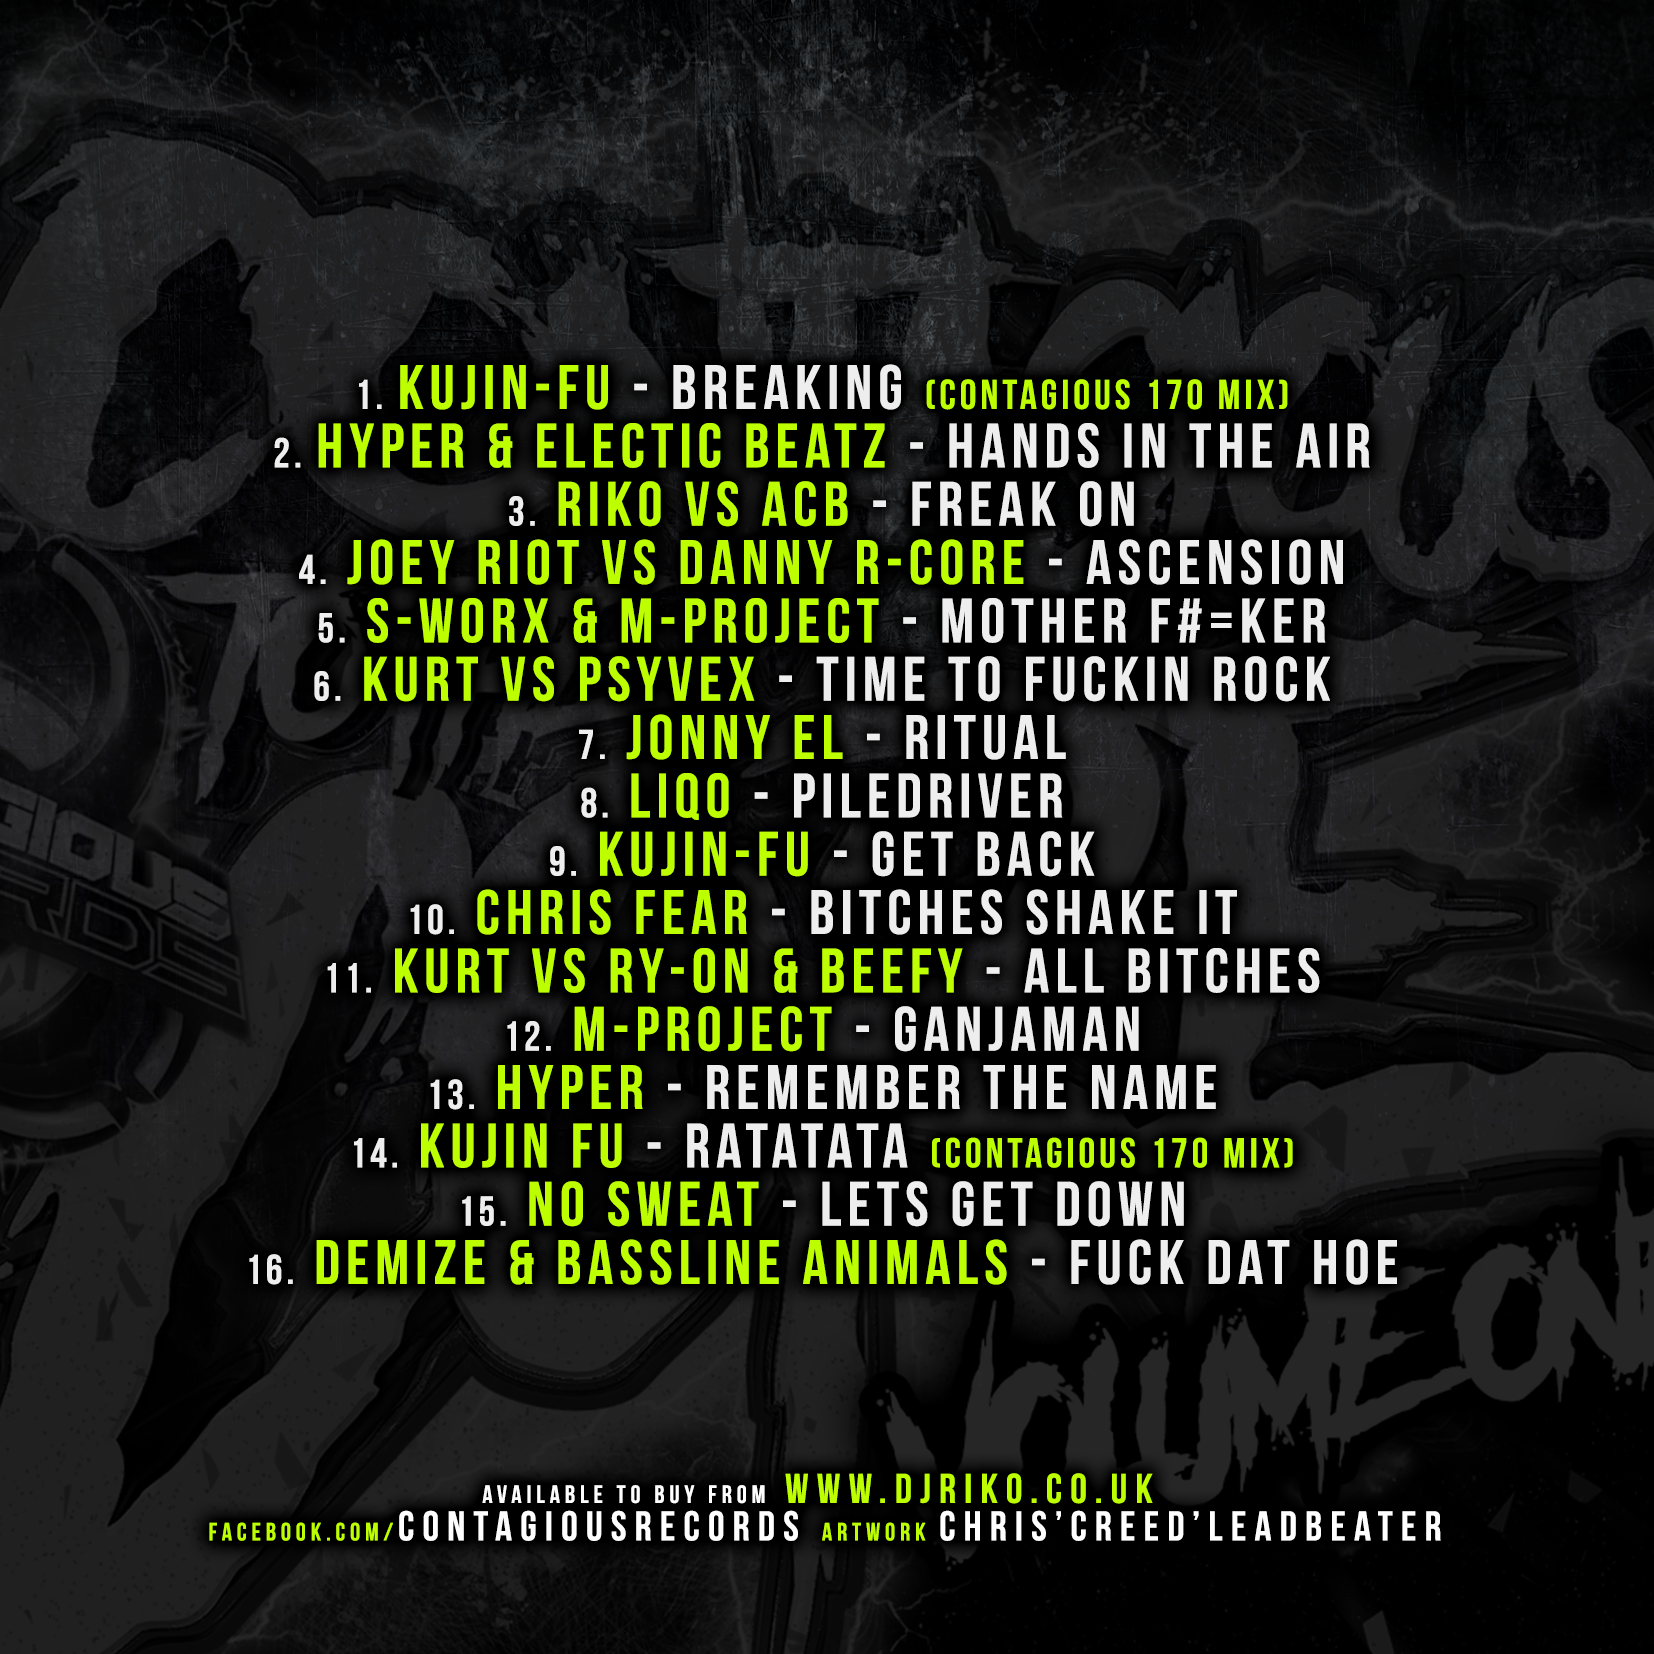 1. KUJIN-FU - BREAKING (CONTAGIOUS 170 MIX)
2. HYPER & ELECTIC BEATZ - HANDS IN THE AIR
3. RIKO VS ACB - FREAK ON
4. JOEY RIOT VS DANNY R-CORE - ASCENSION
5. S-WORX & M-PROJECT - MOTHER F#=KER
6. KURT VS PSYVEX - TIME TO FUCKIN ROCK
7. JONNY EL - RITUAL
8. LIQO - PILEDRIVER
9. KUJIN-FU - GET BACK
10. CHRIS FEAR - BITCHES SHAKE IT
11. KURT VS RY-ON & BEEFY - ALL BITCHES
12. M-PROJECT - GANJAMAN
13. HYPER - REMEMBER THE NAME
14. KUJIN FU - RATATATA (CONTAGIOUS 170 MIX)
15. NO SWEAT - LETS GET DOWN
16. DEMIZE & BASSLINE ANIMALS - FUCK DAT HOE
VOLUME ONE
AVAILABLE TO BUY FROM WWW.DJRIKO.CO.UK
FACEBOOK.COM/CONTAGIOUSRECORDS ARTWORK CHRIS'CREED'LEADBEATER